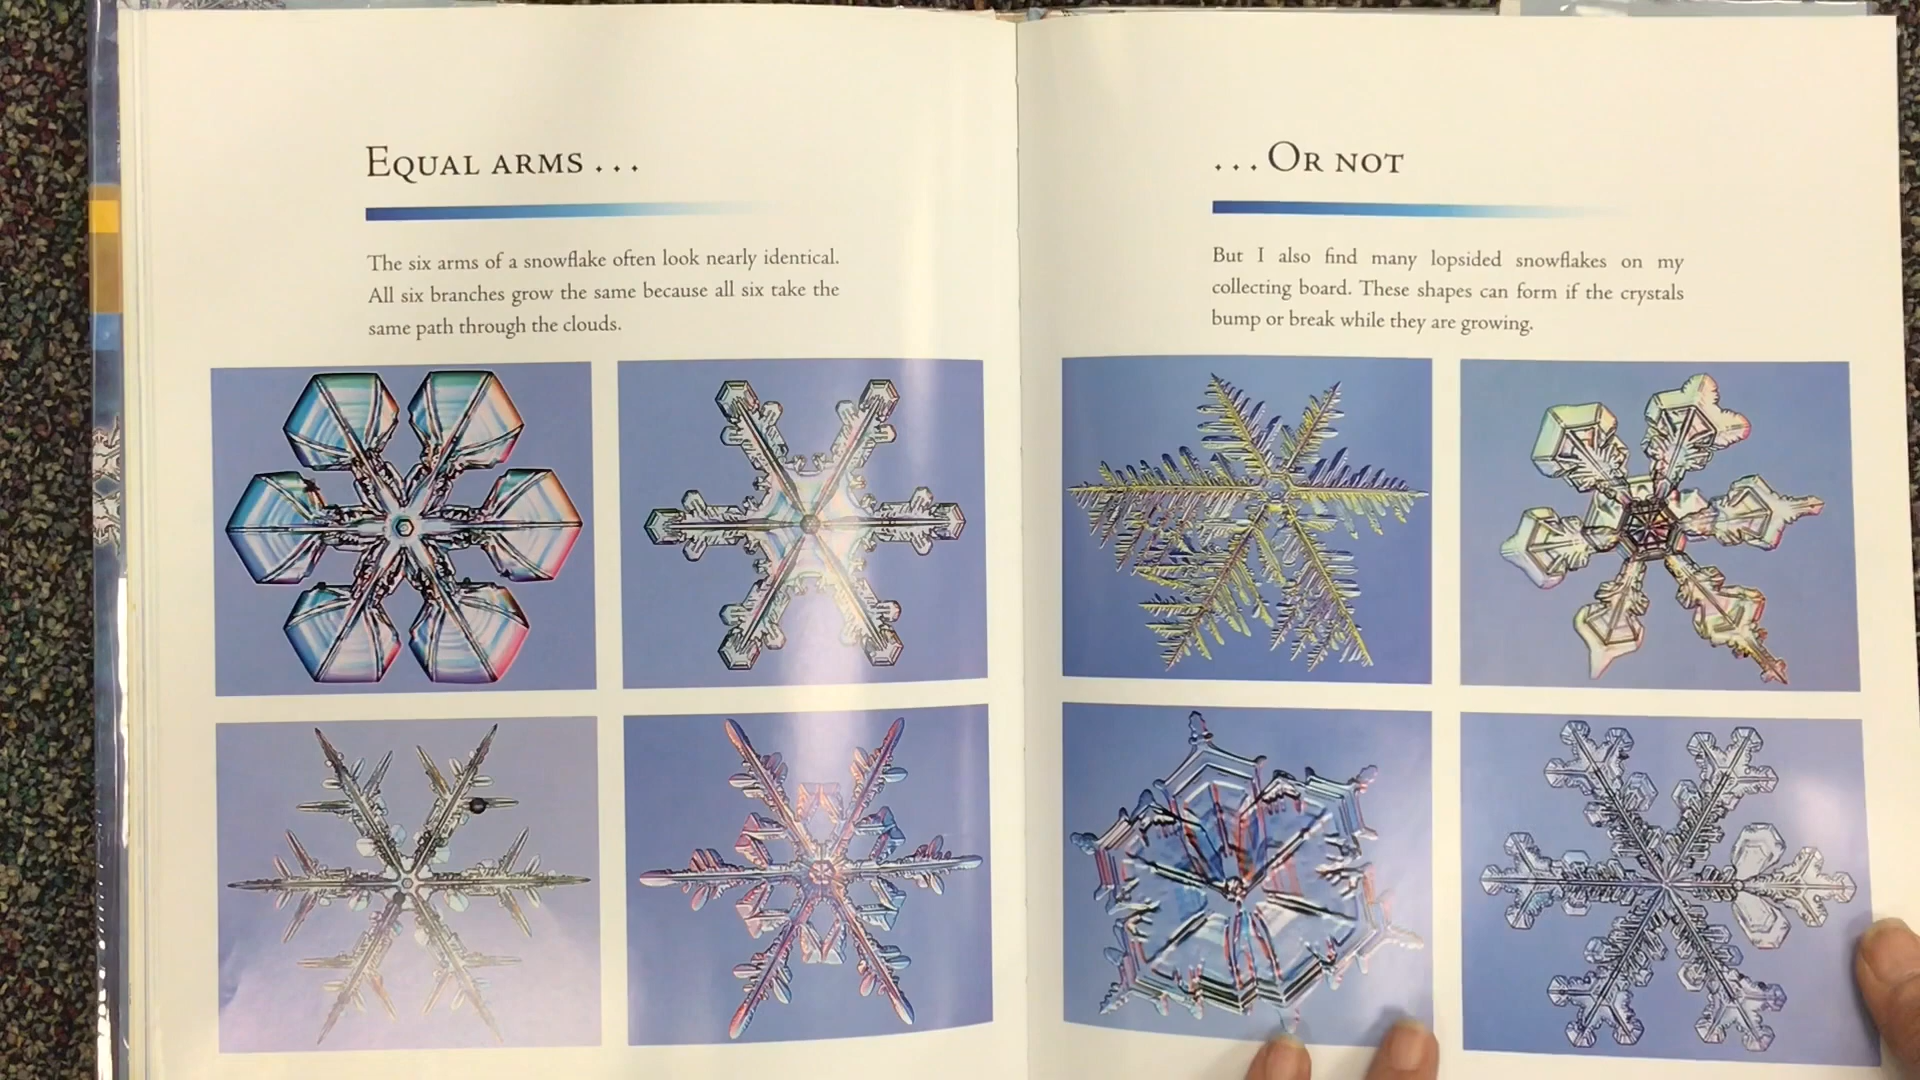 Equal arms . . .
The six arms of a snowflake often look nearly identical.
All six branches grow the same because all six take the
same path through the clouds.
. . . Or not
But I also find many lopsided snowflakes on my
collecting board. These shapes can form if the crystals
bump or break while they are growing.